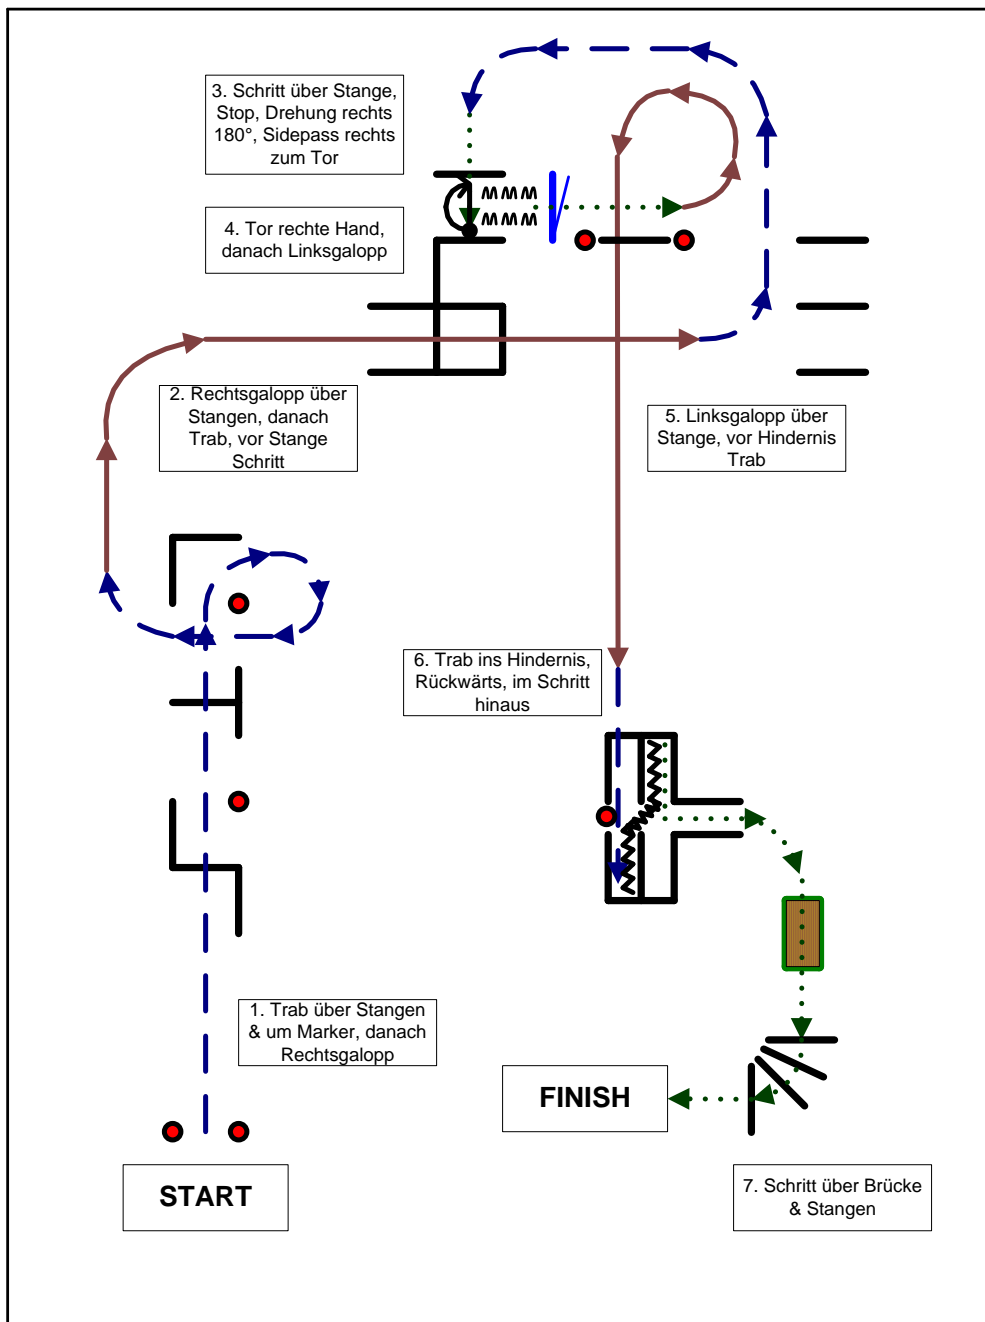 3. Schritt über Stange,
Stop, Drehung rechts
180°, Sidepass rechts
zum Tor
4. Tor rechte Hand,
danach Linksgalopp
2. Rechtsgalopp über
Stangen, danach
Trab, vor Stange
Schritt
5. Linksgalopp über
Stange, vor Hindernis
Trab
6. Trab ins Hindernis,
Rückwärts, im Schritt
hinaus
1. Trab über Stangen
& um Marker, danach
Rechtsgalopp
FINISH
START
7. Schritt über Brücke
& Stangen